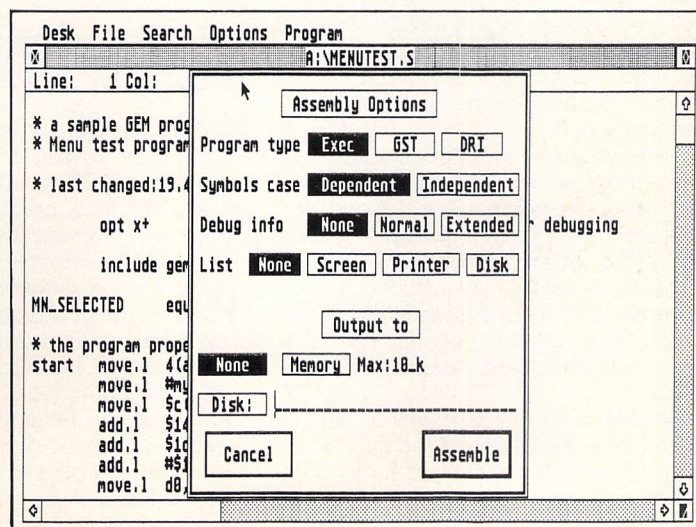 Desk File Search Options Program
A:\MENUTEST.S
Line: 1 Col:
Assembly Options
* a sample GEM prog
* Menu test program
Program type Exec GST DRI
* last changed:19.4
Symbols case Dependent Independent
opt x+
Debug info None Normal Extended
debugging
include gem
List None Screen Printer Disk
MN_SELECTED equ
Output to
* the program prope
start move.l 4(a
None Memory Max:10_k
move.l #my
move.l $c(
Disk:
add.l $14
add.l $1c
Cancel Assemble
add.l #$1
move.l d0,